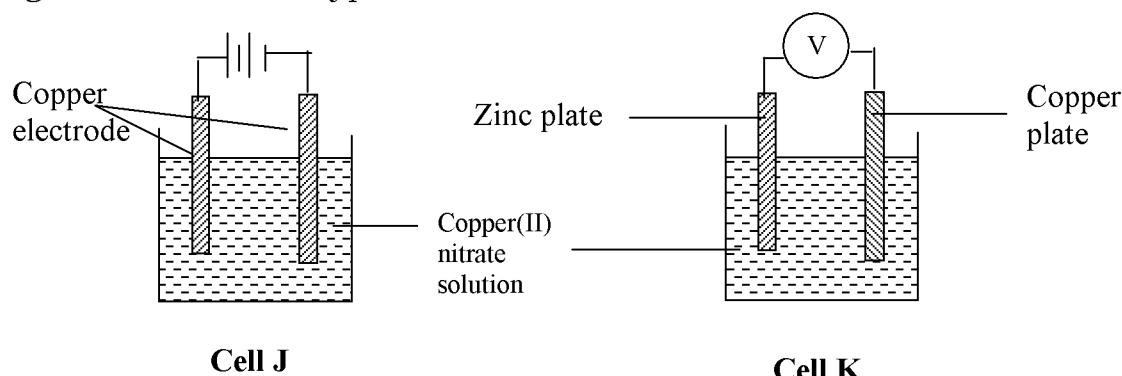 V
Copper
electrode
Zinc plate
Copper
plate
Copper(II)
nitrate
solution
Cell J
Cell K